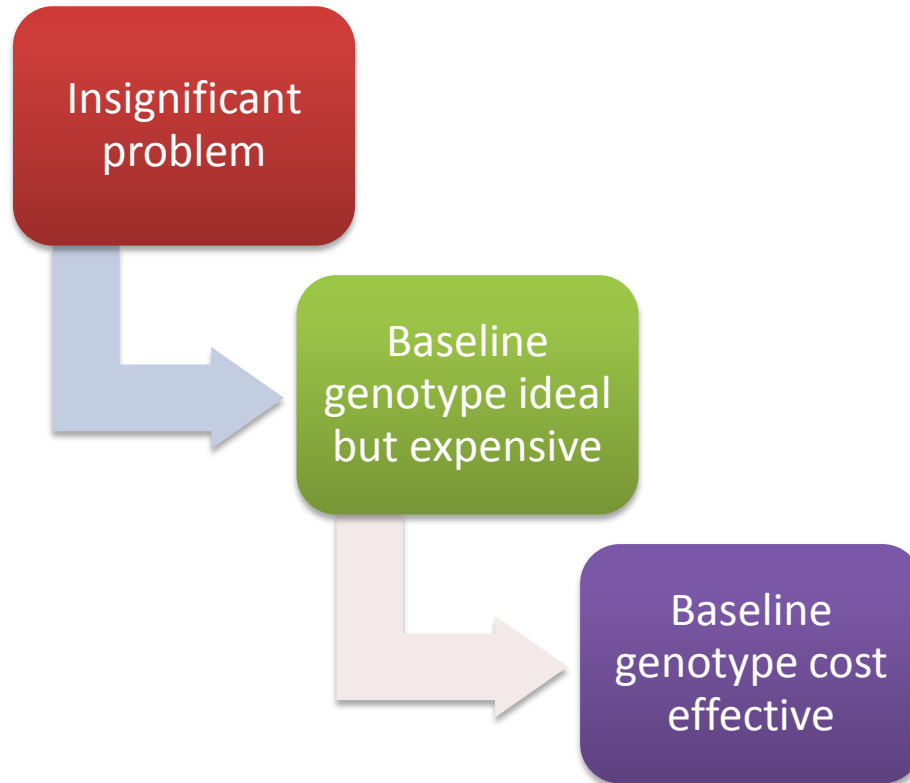 Insignificant
problem
Baseline
genotype ideal
but expensive
Baseline
genotype cost
effective